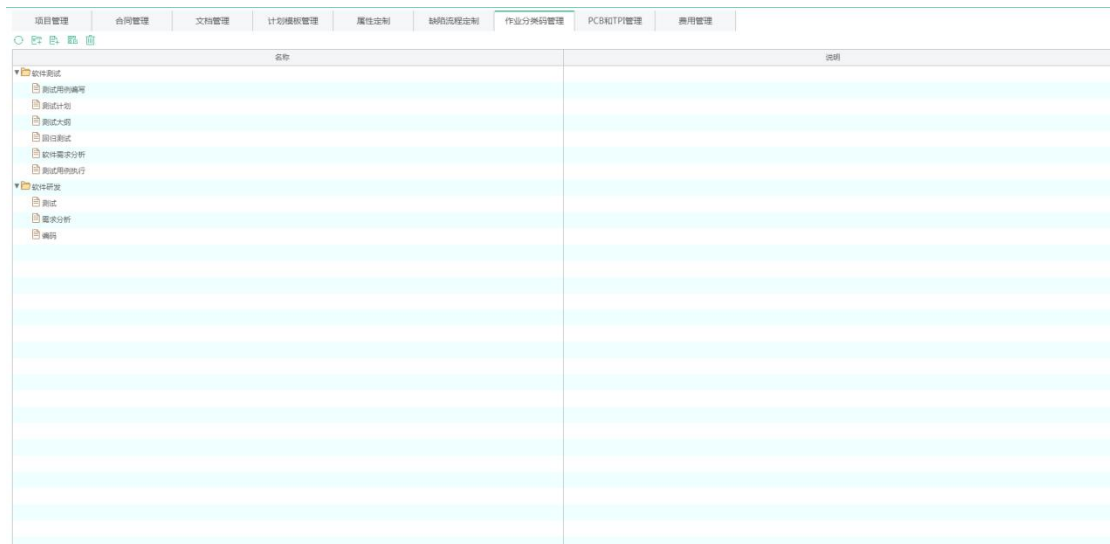 项目管理 合同管理 文档管理 计划模板管理 属性定制 缺陷流程定制 作业分类码管理 PCB和TPI管理 费用管理
名称 说明
软件测试
测试用例编写
测试计划
测试大纲
回归测试
软件需求分析
测试用例执行
软件研发
测试
需求分析
编码